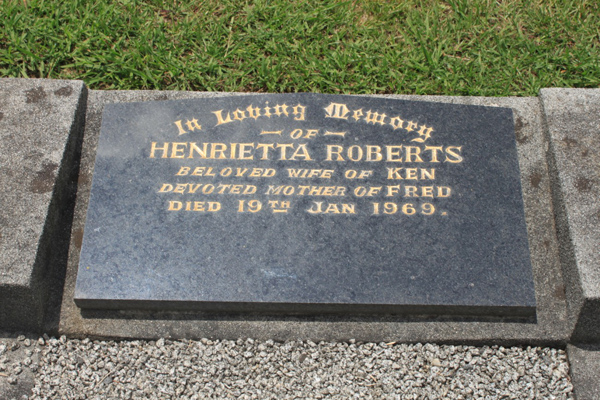 In Loving Memory
– OF –
HENRIETTA ROBERTS
BELOVED WIFE OF KEN
DEVOTED MOTHER OF FRED
DIED 19TH JAN 1969.